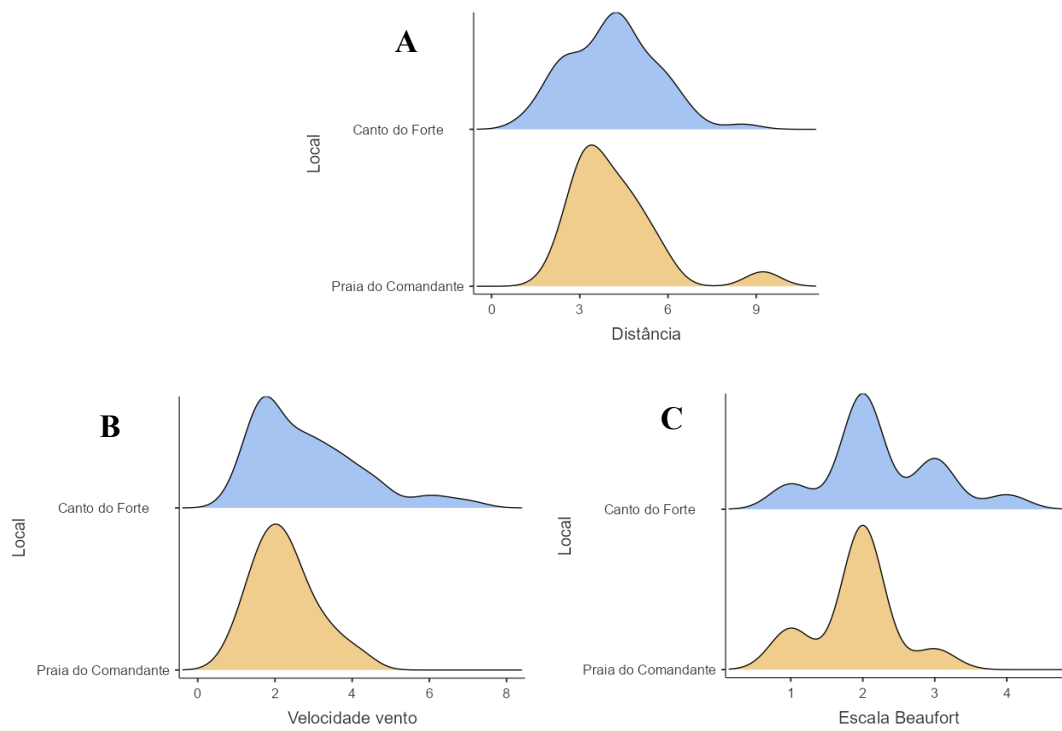 A
Canto do Forte
Local
Praia do Comandante
0 3 6 9
Distância
B
Canto do Forte
Local
Praia do Comandante
0 2 4 6 8
Velocidade vento
C
Canto do Forte
Local
Praia do Comandante
1 2 3 4
Escala Beaufort